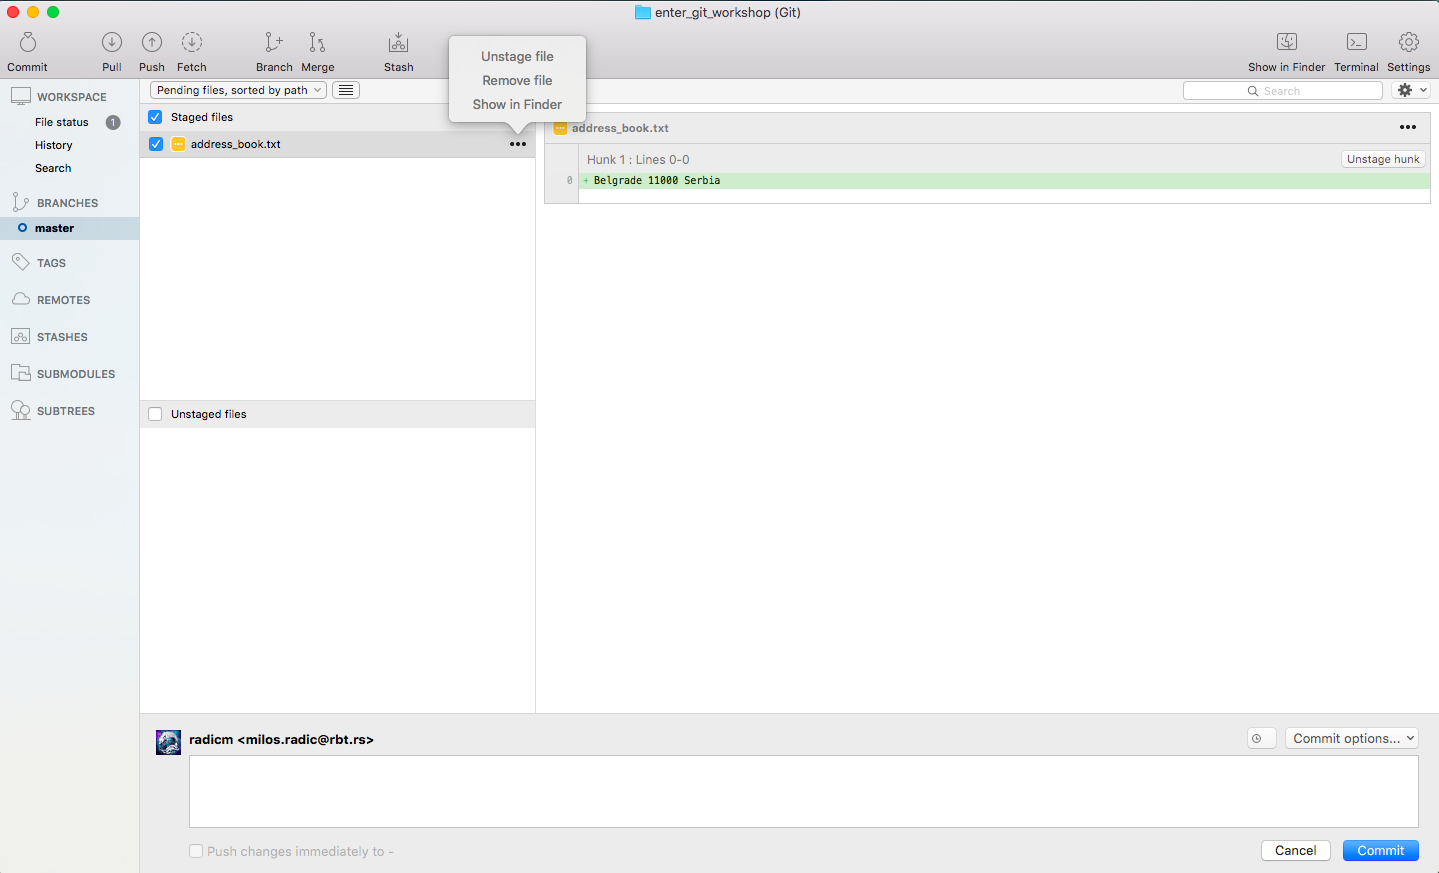 enter_git_workshop (Git)
Commit Pull Push Fetch Branch Merge Stash Show in Finder Terminal Settings
Unstage file
Remove file
Show in Finder
WORKSPACE
File status 1
History
Search
BRANCHES
master
TAGS
REMOTES
STASHES
SUBMODULES
SUBTREES
Pending files, sorted by path
Search
Staged files
address_book.txt
Unstaged files
address_book.txt
Hunk 1 : Lines 0-0 Unstage hunk
0 + Belgrade 11000 Serbia
radicm <milos.radic@rbt.rs>
Commit options...
Push changes immediately to -
Cancel Commit